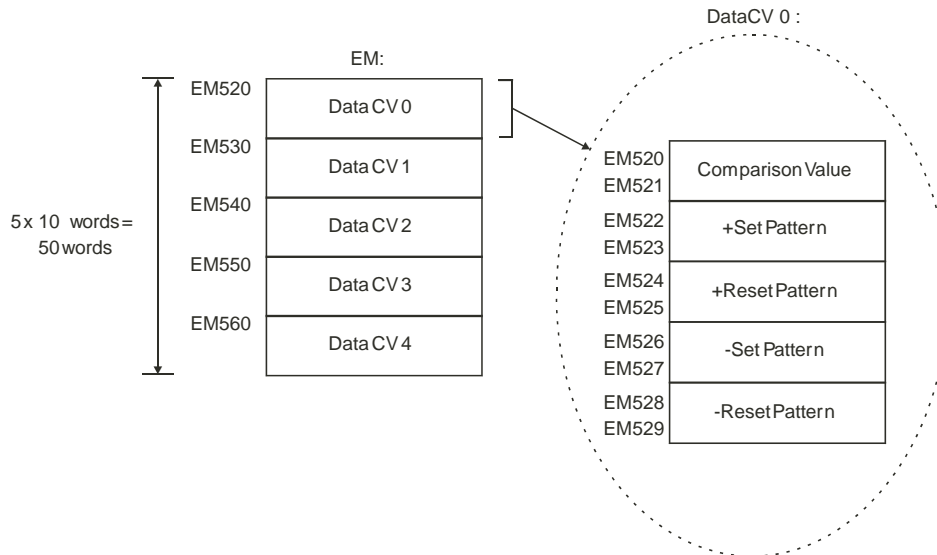 DataCV 0 :
EM:
EM520
Data CV 0
EM530
Data CV 1
EM540
Data CV 2
EM550
Data CV 3
EM560
Data CV 4
5 x 10 words =
50 words
EM520
EM521
Comparison Value
EM522
EM523
+Set Pattern
EM524
EM525
+Reset Pattern
EM526
EM527
-Set Pattern
EM528
EM529
-Reset Pattern